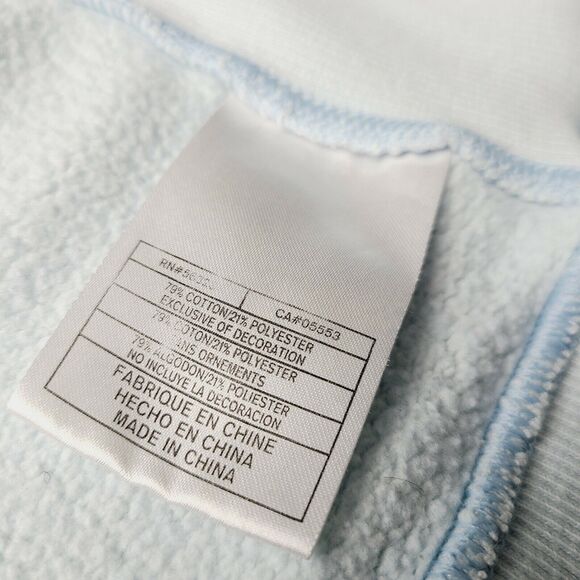 CA#05553
79% COTTON/21% POLYESTER
EXCLUSIVE OF DECORATION
79% COTON/21% POLYESTER
SANS ORNEMENTS
79% ALGODON/21% POLIESTER
NO INCLUYE LA DECORACION
FABRIQUE EN CHINE
HECHO EN CHINA
MADE IN CHINA